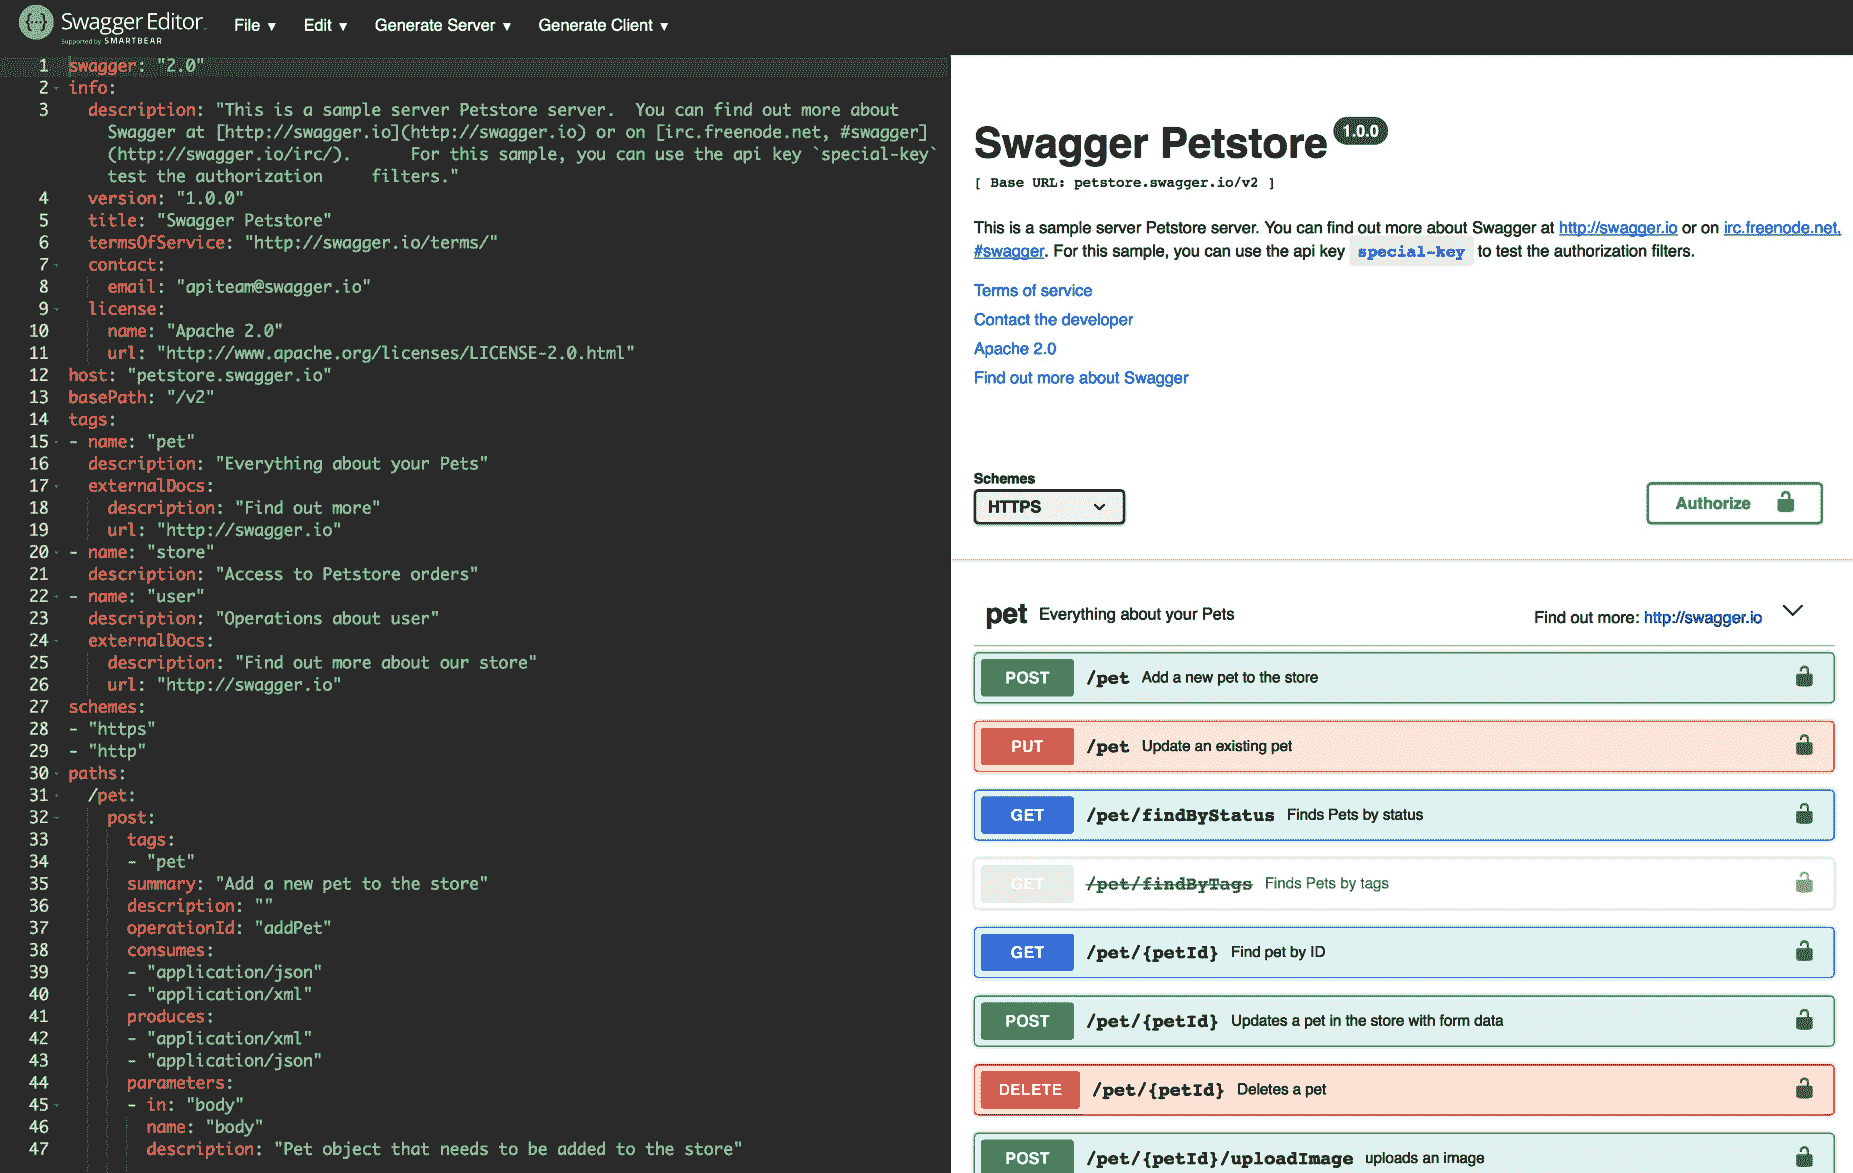 Swagger Editor
Supported by SMARTBEAR
File ▾ Edit ▾ Generate Server ▾ Generate Client ▾
1 swagger: "2.0"
2 info:
3 description: "This is a sample server Petstore server.  You can find out more about
Swagger at [http://swagger.io](http://swagger.io) or on [irc.freenode.net, #swagger]
(http://swagger.io/irc/).      For this sample, you can use the api key `special-key`
test the authorization     filters."
4 version: "1.0.0"
5 title: "Swagger Petstore"
6 termsOfService: "http://swagger.io/terms/"
7 contact:
8 email: "apiteam@swagger.io"
9 license:
10 name: "Apache 2.0"
11 url: "http://www.apache.org/licenses/LICENSE-2.0.html"
12 host: "petstore.swagger.io"
13 basePath: "/v2"
14 tags:
15 - name: "pet"
16 description: "Everything about your Pets"
17 externalDocs:
18 description: "Find out more"
19 url: "http://swagger.io"
20 - name: "store"
21 description: "Access to Petstore orders"
22 - name: "user"
23 description: "Operations about user"
24 externalDocs:
25 description: "Find out more about our store"
26 url: "http://swagger.io"
27 schemes:
28 - "https"
29 - "http"
30 paths:
31 /pet:
32 post:
33 tags:
34 - "pet"
35 summary: "Add a new pet to the store"
36 description: ""
37 operationId: "addPet"
38 consumes:
39 - "application/json"
40 - "application/xml"
41 produces:
42 - "application/xml"
43 - "application/json"
44 parameters:
45 - in: "body"
46 name: "body"
47 description: "Pet object that needs to be added to the store"
Swagger Petstore 1.0.0
[ Base URL: petstore.swagger.io/v2 ]
This is a sample server Petstore server. You can find out more about Swagger at http://swagger.io or on irc.freenode.net,
#swagger. For this sample, you can use the api key special-key to test the authorization filters.
Terms of service
Contact the developer
Apache 2.0
Find out more about Swagger
Schemes
HTTPS
Authorize
pet Everything about your Pets Find out more: http://swagger.io
POST /pet Add a new pet to the store
PUT /pet Update an existing pet
GET /pet/findByStatus Finds Pets by status
GET /pet/findByTags Finds Pets by tags
GET /pet/{petId} Find pet by ID
POST /pet/{petId} Updates a pet in the store with form data
DELETE /pet/{petId} Deletes a pet
POST /pet/{petId}/uploadImage uploads an image